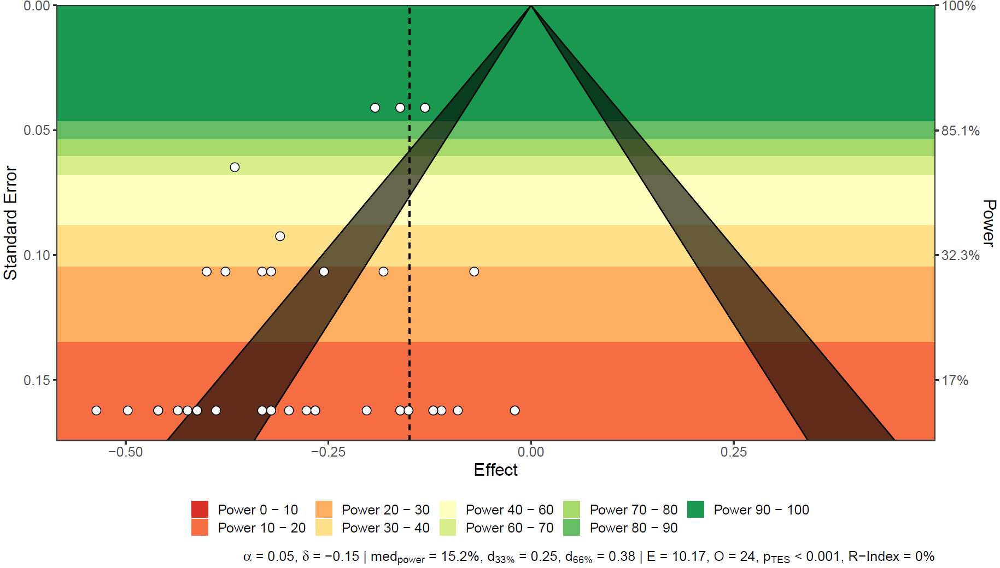 0.00
0.05
0.10
0.15
Standard Error
100%
85.1%
32.3%
17%
Power
−0.50
−0.25
0.00
0.25
Effect
Power 0 − 10
Power 20 − 30
Power 40 − 60
Power 70 − 80
Power 90 − 100
Power 10 − 20
Power 30 − 40
Power 60 − 70
Power 80 − 90
α = 0.05, δ = −0.15 | medpower = 15.2%, d33% = 0.25, d66% = 0.38 | E = 10.17, O = 24, pTES < 0.001, R−Index = 0%